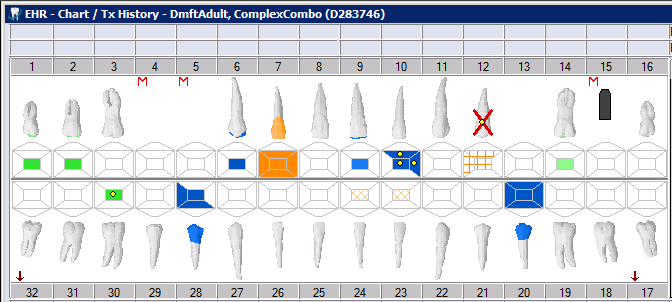 EHR - Chart / Tx History - DmftAdult, ComplexCombo (D283746)
1 2 3 4 5 6 7 8 9 10 11 12 13 14 15 16
M M M
32 31 30 29 28 27 26 25 24 23 22 21 20 19 18 17